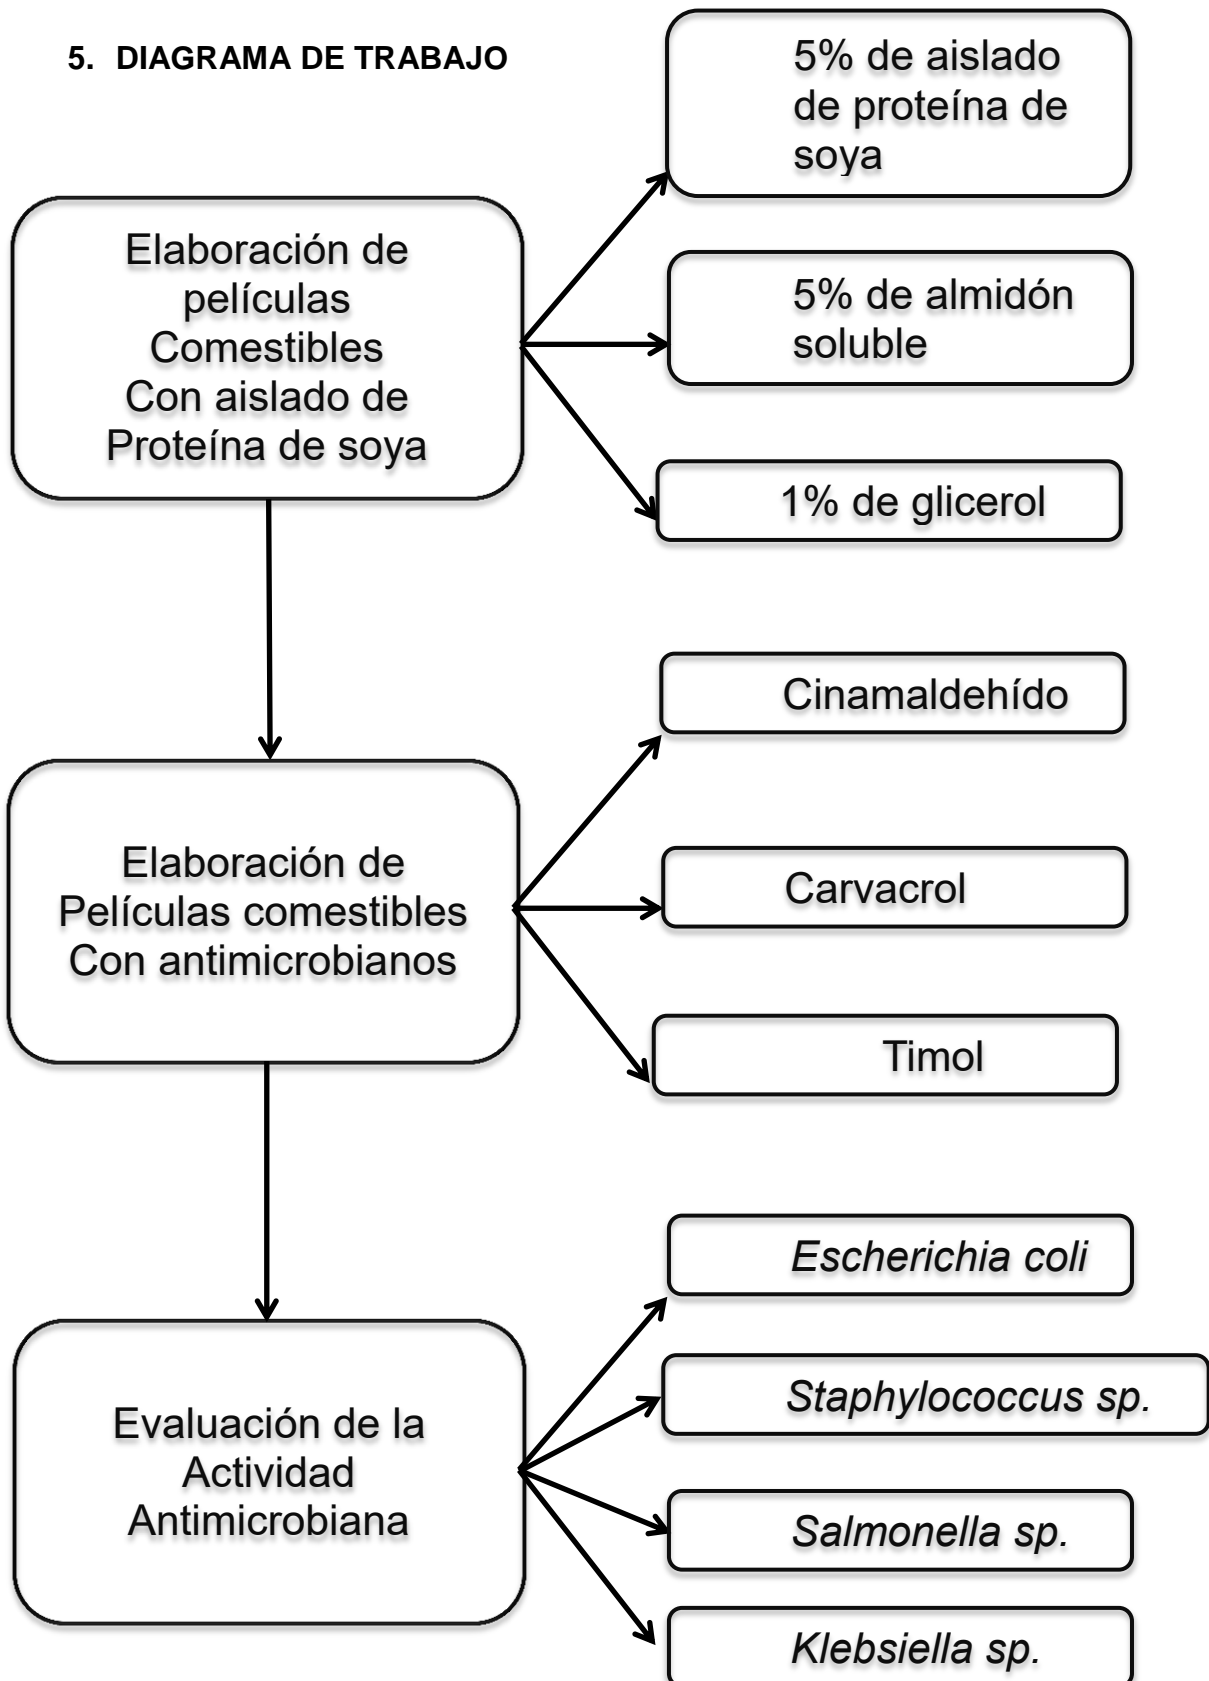 5. DIAGRAMA DE TRABAJO
5% de aislado
de proteína de
soya
Elaboración de
películas
Comestibles
Con aislado de
Proteína de soya
5% de almidón
soluble
1% de glicerol
Cinamaldehído
Elaboración de
Películas comestibles
Con antimicrobianos
Carvacrol
Timol
Escherichia coli
Evaluación de la
Actividad
Antimicrobiana
Staphylococcus sp.
Salmonella sp.
Klebsiella sp.